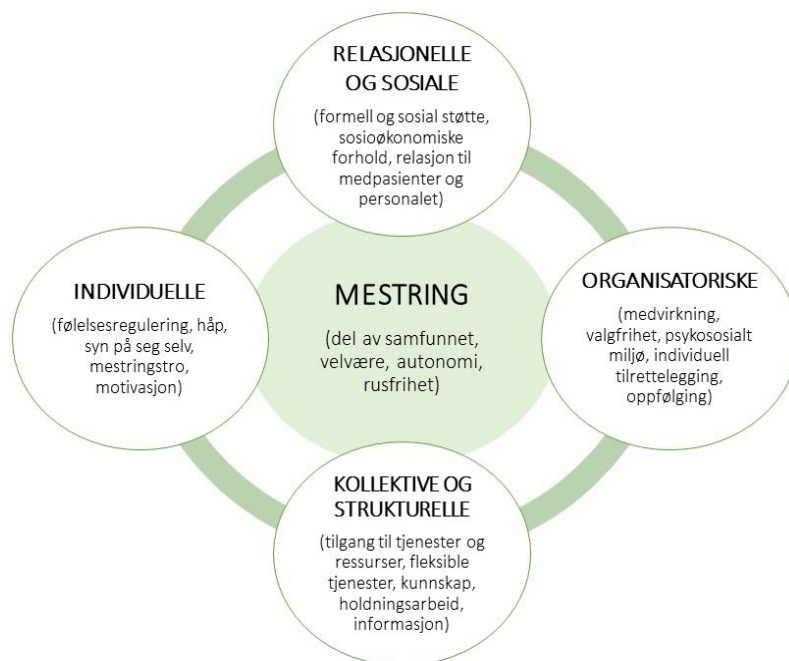 RELASJONELLE
OG SOSIALE
(formell og sosial støtte,
sosioøkonomiske
forhold, relasjon til
medpasienter og
personalet)
INDIVIDUELLE
(følelsesregulering, håp,
syn på seg selv,
mestringstro,
motivasjon)
MESTRING
(del av samfunnet,
velvære, autonomi,
rusfrihet)
ORGANISATORISKE
(medvirkning,
valgfrihet, psykososialt
miljø, individuell
tilrettelegging,
oppfølging)
KOLLEKTIVE OG
STRUKTURELLE
(tilgang til tjenester og
ressurser, fleksible
tjenester, kunnskap,
holdningsarbeid,
informasjon)